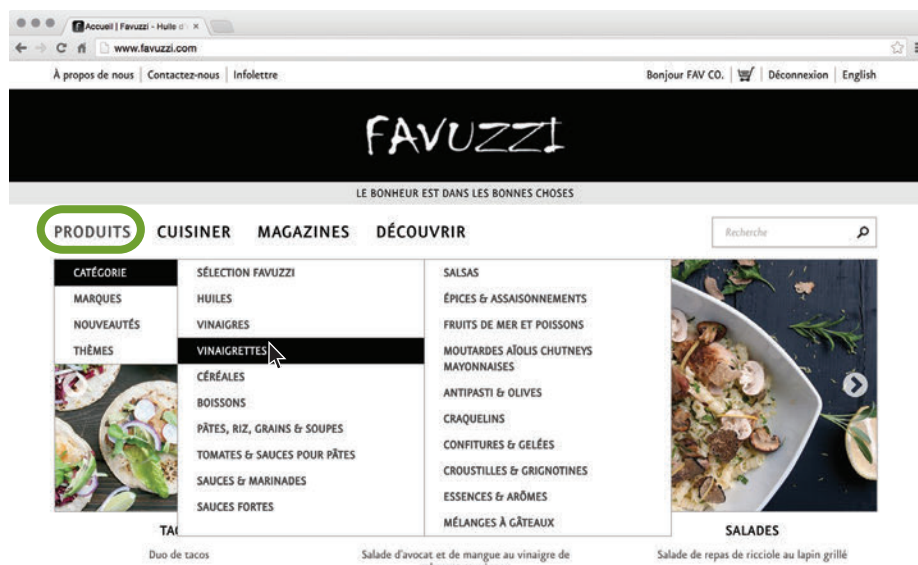 Accueil | Favuzzi - Huile d'
www.favuzzi.com
À propos de nous | Contactez-nous | Infolettre
Bonjour FAV CO. | Déconnexion | English
FAVUZZI
LE BONHEUR EST DANS LES BONNES CHOSES
PRODUITS CUISINER MAGAZINES DÉCOUVRIR
Recherche
CATÉGORIE
MARQUES
NOUVEAUTÉS
THÈMES
SÉLECTION FAVUZZI
HUILES
VINAIGRES
VINAIGRETTES
CÉRÉALES
BOISSONS
PÂTES, RIZ, GRAINS & SOUPES
TOMATES & SAUCES POUR PÂTES
SAUCES & MARINADES
SAUCES FORTES
SALSAS
ÉPICES & ASSAISONNEMENTS
FRUITS DE MER ET POISSONS
MOUTARDES AÏOLIS CHUTNEYS
MAYONNAISES
ANTIPASTI & OLIVES
CRAQUELINS
CONFITURES & GELÉES
CROUSTILLES & GRIGNOTINES
ESSENCES & ARÔMES
MÉLANGES À GÂTEAUX
TA
Duo de tacos
Salade d'avocat et de mangue au vinaigre de
SALADES
Salade de repas de ricciole au lapin grillé